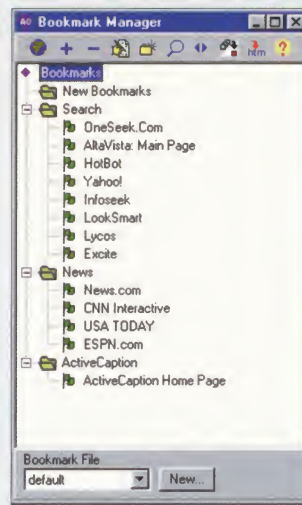 Bookmark Manager
htm
Bookmarks
New Bookmarks
Search
OneSeek.Com
AltaVista: Main Page
HotBot
Yahoo!
Infoseek
LookSmart
Lycos
Excite
News
News.com
CNN Interactive
USA TODAY
ESPN.com
ActiveCaption
ActiveCaption Home Page
Bookmark File
default
New...